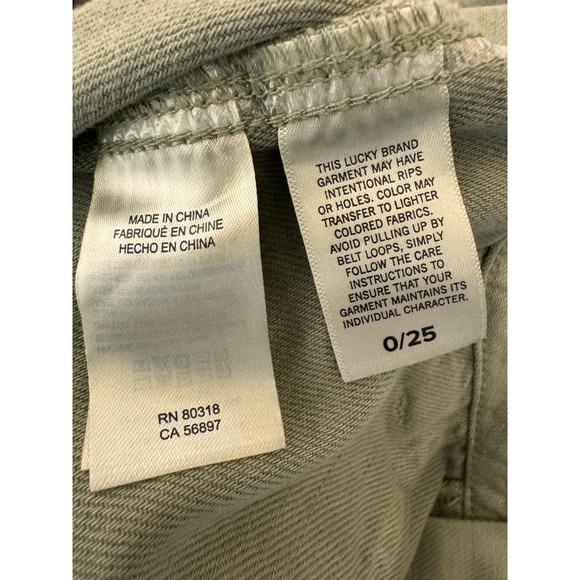 MADE IN CHINA
FABRIQUÉ EN CHINE
HECHO EN CHINA
RN 80318
CA 56897
THIS LUCKY BRAND
GARMENT MAY HAVE
INTENTIONAL RIPS
OR HOLES. COLOR MAY
TRANSFER TO LIGHTER
COLORED FABRICS.
AVOID PULLING UP BY
BELT LOOPS, SIMPLY
FOLLOW THE CARE
INSTRUCTIONS TO
ENSURE THAT YOUR
GARMENT MAINTAINS ITS
INDIVIDUAL CHARACTER.
0/25